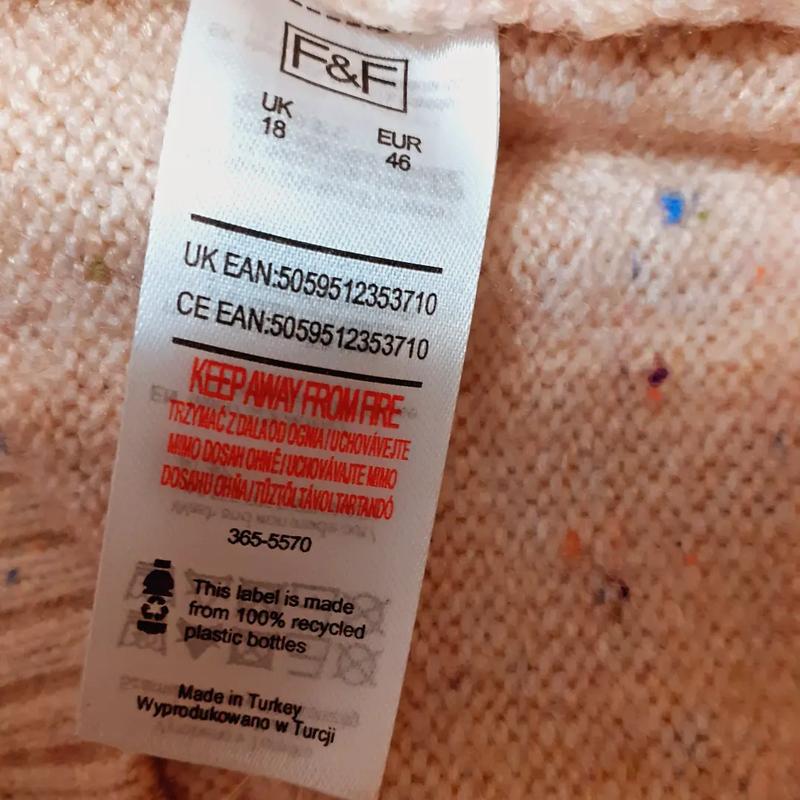 F&F
UK
18
EUR
46
UK EAN:5059512353710
CE EAN:5059512353710
KEEP AWAY FROM FIRE
TRZYMAĆ Z DALA OD OGNIA / UCHOVÁVEJTE
MIMO DOSAH OHNĚ / UCHOVÁVAJTE MIMO
DOSAHU OHŇA / TŰZTŐL TÁVOL TARTANDÓ
365-5570
This label is made
from 100% recycled
plastic bottles
Made in Turkey
Wyprodukowano w Turcji